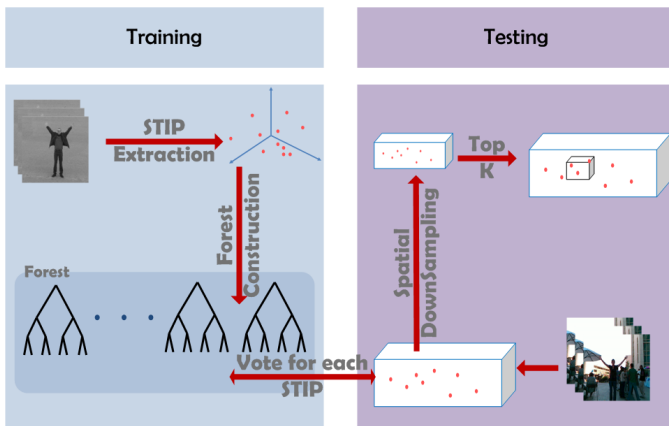 Training
Testing
STIP
Extraction
Top
K
Forest
Construction
Spatial
DownSampling
Forest
Vote for each
STIP